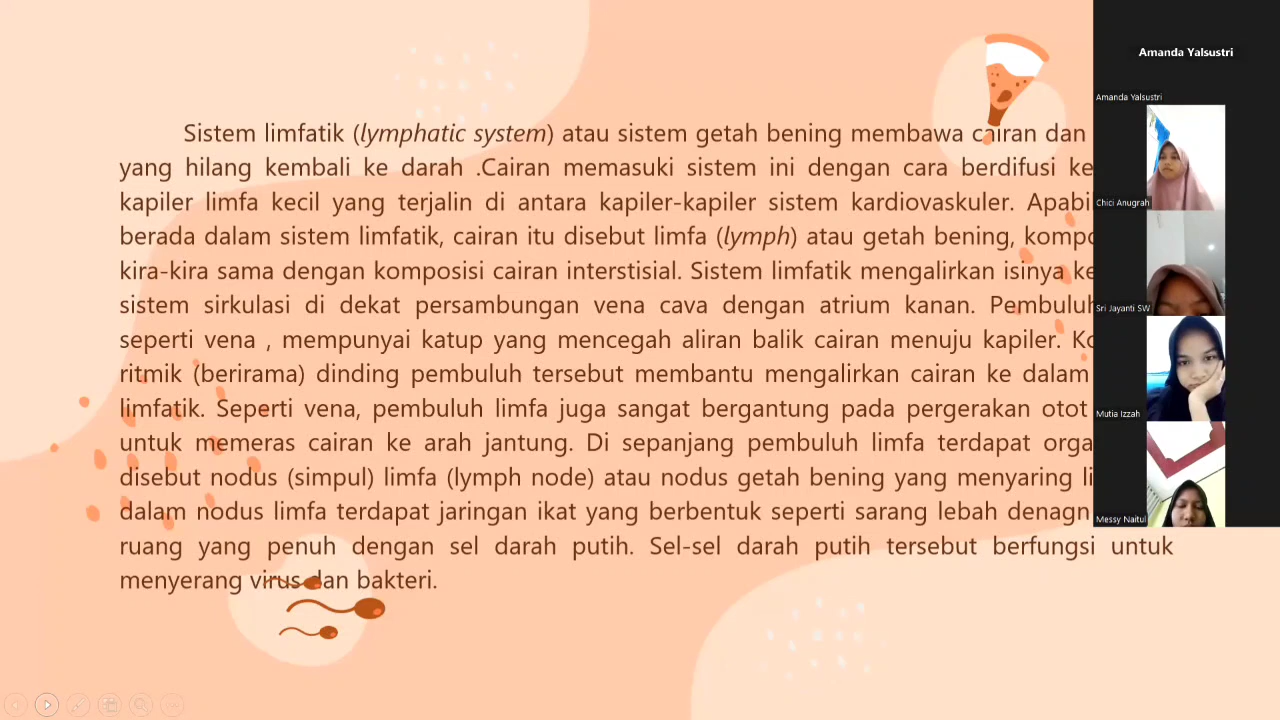 Sistem limfatik (lymphatic system) atau sistem getah bening membawa cairan dan
yang hilang kembali ke darah .Cairan memasuki sistem ini dengan cara berdifusi ke
kapiler limfa kecil yang terjalin di antara kapiler-kapiler sistem kardiovaskuler. Apabi
berada dalam sistem limfatik, cairan itu disebut limfa (lymph) atau getah bening, kompo
kira-kira sama dengan komposisi cairan interstisial. Sistem limfatik mengalirkan isinya ke
sistem sirkulasi di dekat persambungan vena cava dengan atrium kanan. Pembuluh
seperti vena , mempunyai katup yang mencegah aliran balik cairan menuju kapiler. Ko
ritmik (berirama) dinding pembuluh tersebut membantu mengalirkan cairan ke dalam
limfatik. Seperti vena, pembuluh limfa juga sangat bergantung pada pergerakan otot
untuk memeras cairan ke arah jantung. Di sepanjang pembuluh limfa terdapat orga
disebut nodus (simpul) limfa (lymph node) atau nodus getah bening yang menyaring li
dalam nodus limfa terdapat jaringan ikat yang berbentuk seperti sarang lebah denagn
ruang yang penuh dengan sel darah putih. Sel-sel darah putih tersebut berfungsi untuk
menyerang virus dan bakteri.
Amanda Yalsustri
Amanda Yalsustri
Chici Anugrah
Sri Jayanti SW
Mutia Izzah
Messy Naitul